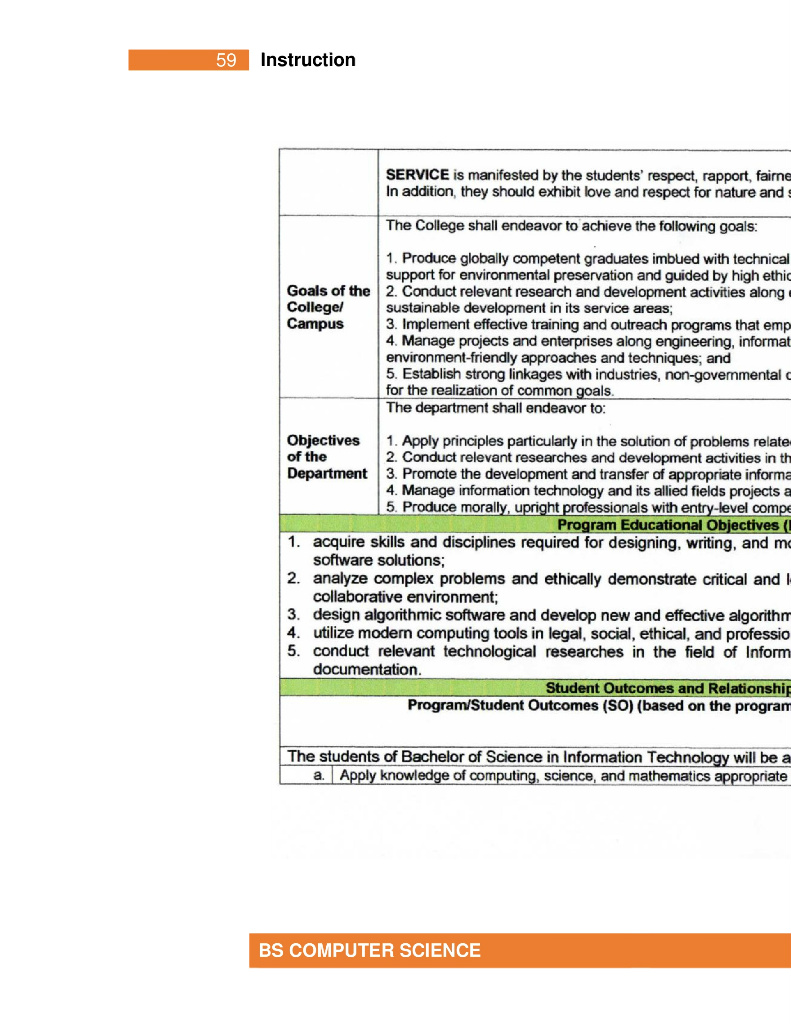 59 Instruction
SERVICE is manifested by the students' respect, rapport,
In addition, they should exhibit love and respect for nature and
The College shall endeavor to achieve the following goals:
1. Produce globally competent graduates imbued with technical
support for environmental preservation and guided by high
Goals of the
College/
Campus
2. Conduct relevant research and development activities along
sustainable development in its service areas;
3. Implement effective training and outreach programs that
4. Manage projects and enterprises along engineering,
environment-friendly approaches and techniques; and
5. Establish strong linkages with industries, non-governmental
for the realization of common goals.
The department shall endeavor to:
Objectives
of the
Department
1. Apply principles particularly in the solution of problems
2. Conduct relevant researches and development activities in
3. Promote the development and transfer of appropriate
4. Manage information technology and its allied fields projects
5. Produce morally, upright professionals with entry-level
Program Educational Objectives
1. acquire skills and disciplines required for designing, writing, and
software solutions;
2. analyze complex problems and ethically demonstrate critical and
collaborative environment;
3. design algorithmic software and develop new and effective
4. utilize modern computing tools in legal, social, ethical, and
5. conduct relevant technological researches in the field of
documentation.
Student Outcomes and Relationship
Program/Student Outcomes (SO) (based on the program
The students of Bachelor of Science in Information Technology will be
a. Apply knowledge of computing, science, and mathematics appropriate
BS COMPUTER SCIENCE